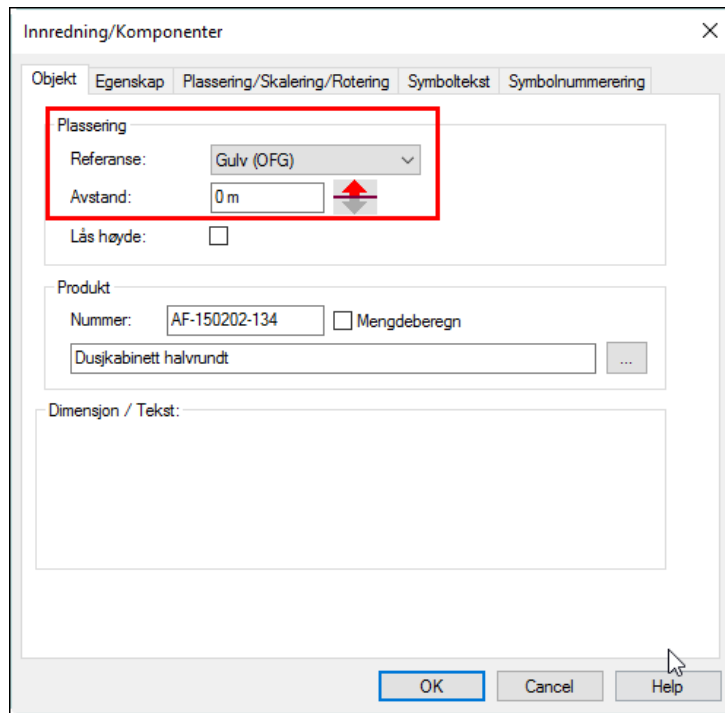 Innredning/Komponenter
Objekt Egenskap Plassering/Skalering/Rotering Symboltekst Symbolnummerering
Plassering
Referanse: Gulv (OFG)
Avstand: 0 m
Lås høyde:
Produkt
Nummer: AF-150202-134 Mengdeberegn
Dusjkabinett halvrundt ...
Dimensjon / Tekst:
OK Cancel Help